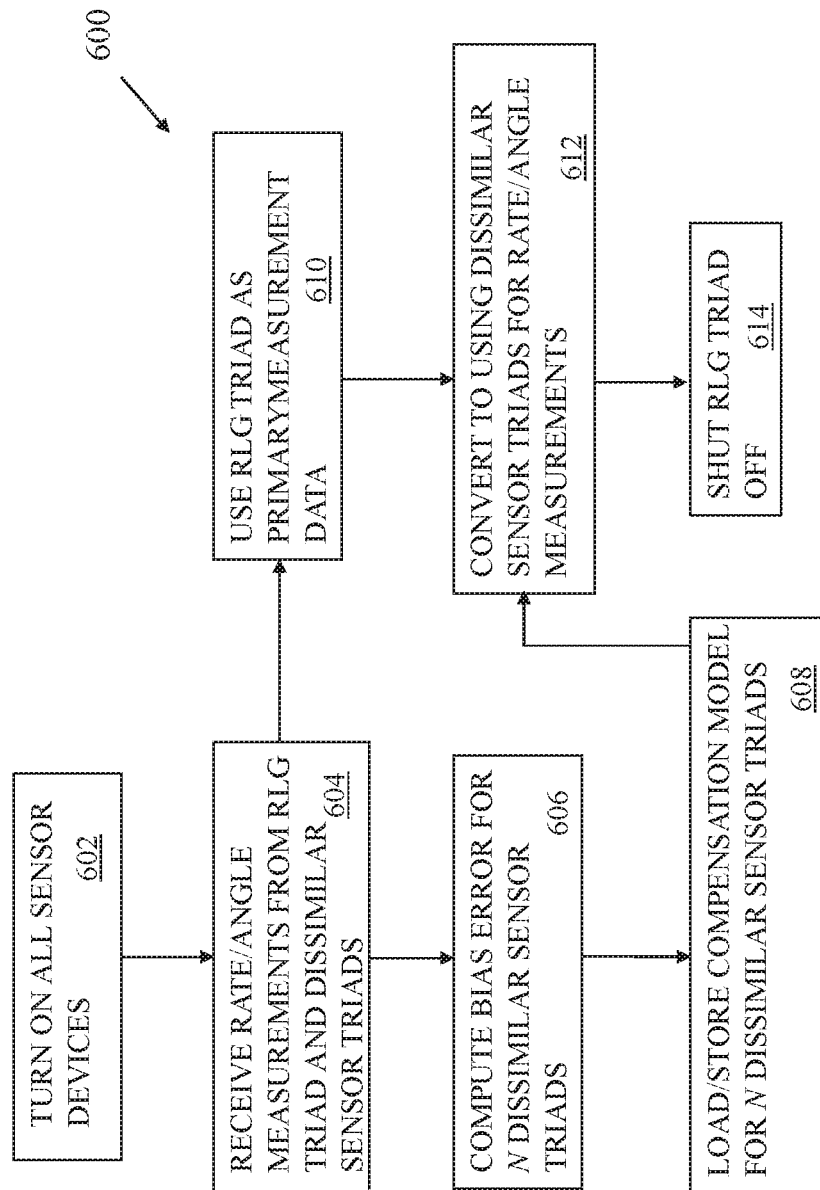 600
TURN ON ALL SENSOR
DEVICES
602
RECEIVE RATE/ANGLE
MEASUREMENTS FROM RLG
TRIAD AND DISSIMILAR
SENSOR TRIADS
604
COMPUTE BIAS ERROR FOR
N DISSIMILAR SENSOR
TRIADS
606
LOAD/STORE COMPENSATION MODEL
FOR N DISSIMILAR SENSOR TRIADS
608
USE RLG TRIAD AS
PRIMARYMEASUREMENT
DATA
610
CONVERT TO USING DISSIMILAR
SENSOR TRIADS FOR RATE/ANGLE
MEASUREMENTS
612
SHUT RLG TRIAD
OFF
614